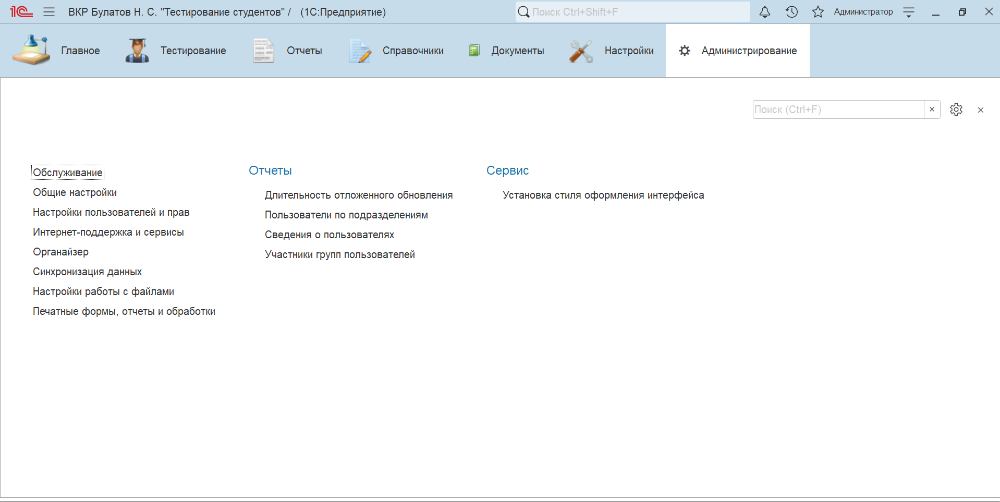 1С ВКР Булатов Н. С. "Тестирование студентов" / (1С:Предприятие) Поиск Ctrl+Shift+F Администратор
Главное Тестирование Отчеты Справочники Документы Настройки Администрирование
Поиск (Ctrl+F)
Обслуживание
Общие настройки
Настройки пользователей и прав
Интернет-поддержка и сервисы
Органайзер
Синхронизация данных
Настройки работы с файлами
Печатные формы, отчеты и обработки
Отчеты
Длительность отложенного обновления
Пользователи по подразделениям
Сведения о пользователях
Участники групп пользователей
Сервис
Установка стиля оформления интерфейса